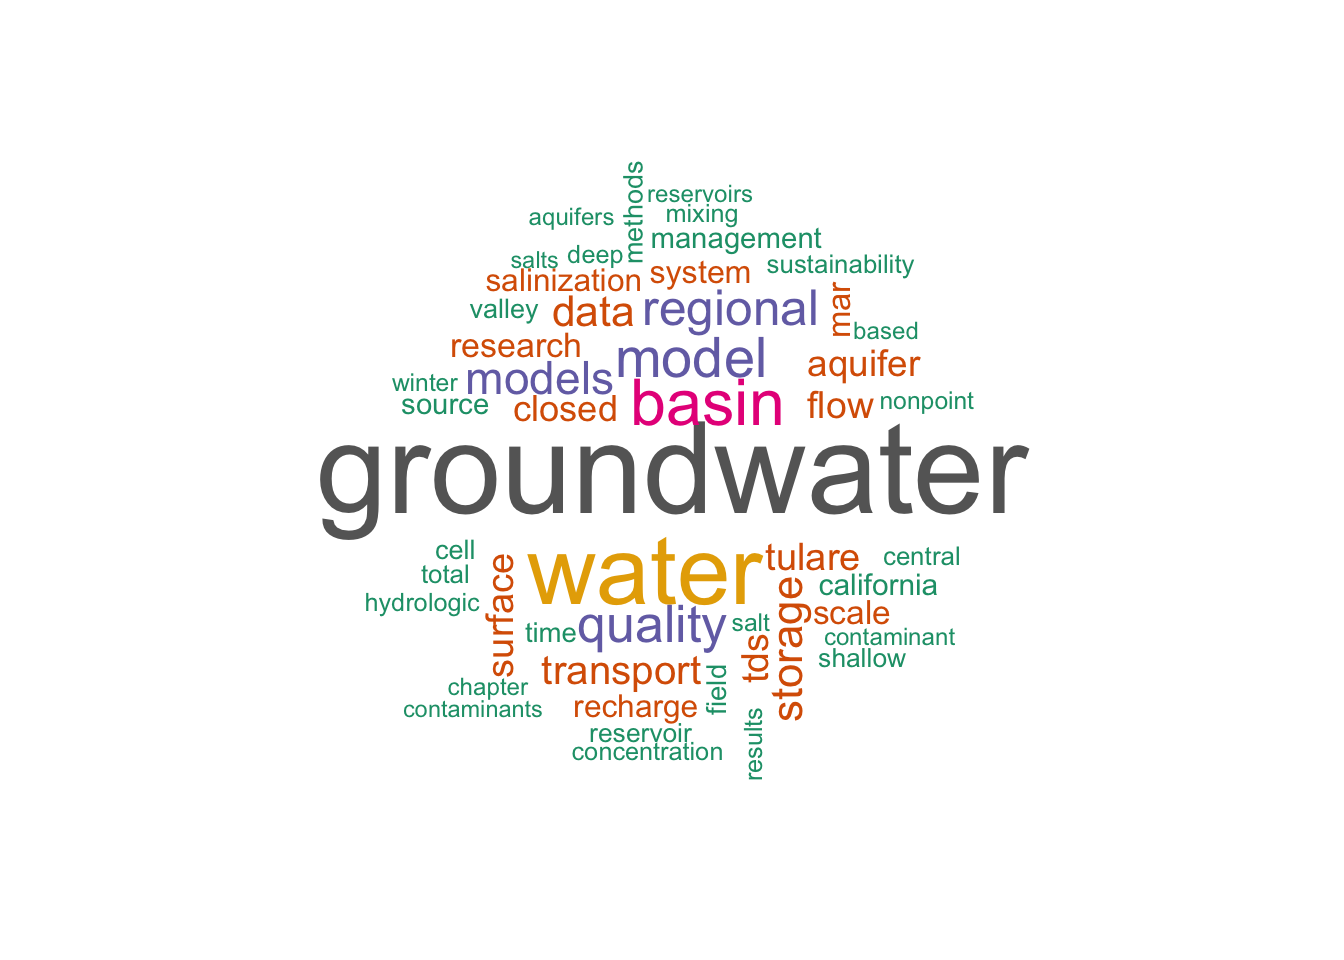 methods
reservoirs
aquifers
mixing
management
salts
deep
sustainability
salinization
system
valley
data
regional
mar
based
research
model
aquifer
winter
models
source
closed
basin
flow
nonpoint
groundwater
cell
water
tulare
central
total
california
hydrologic
surface
time
quality
salt
storage
scale
contaminant
tds
shallow
transport
field
chapter
contaminants
recharge
reservoir
concentration
results